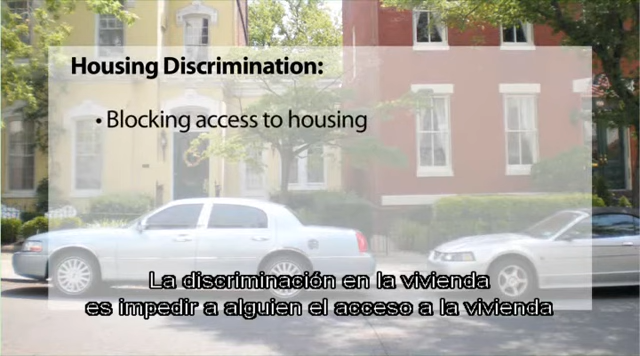 Housing Discrimination:
• Blocking access to housing
La discriminación en la vivienda
es impedir a alguien el acceso a la vivienda